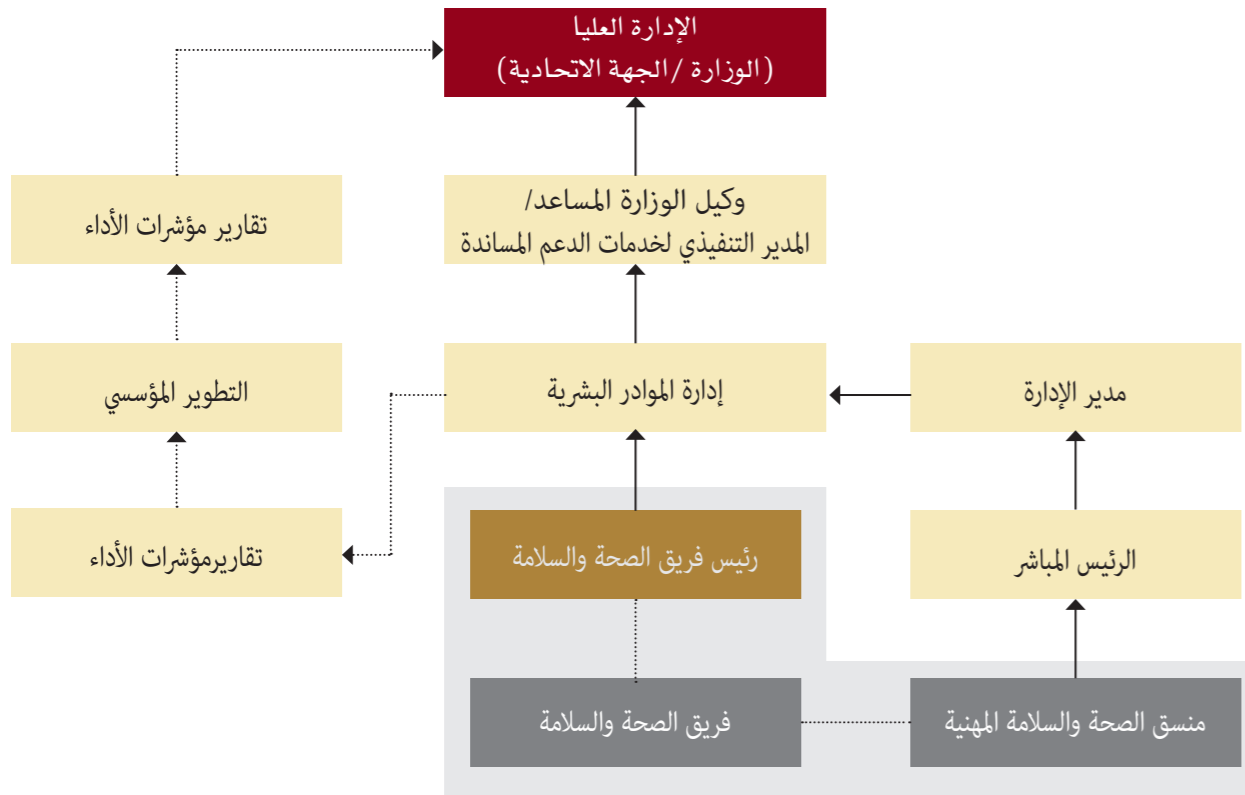 الإدارة العليا
(الوزارة /الجهة الاتحادية)
وكيل الوزارة المساعد/
المدير التنفيذي لخدمات الدعم المساندة
تقارير مؤشرات الأداء
مدير الإدارة
إدارة الموادر البشرية
التطوير المؤسسي
الرئيس المباشر
رئيس فريق الصحة والسلامة
تقاريرمؤشرات الأداء
منسق الصحة والسلامة المهنية
فريق الصحة والسلامة